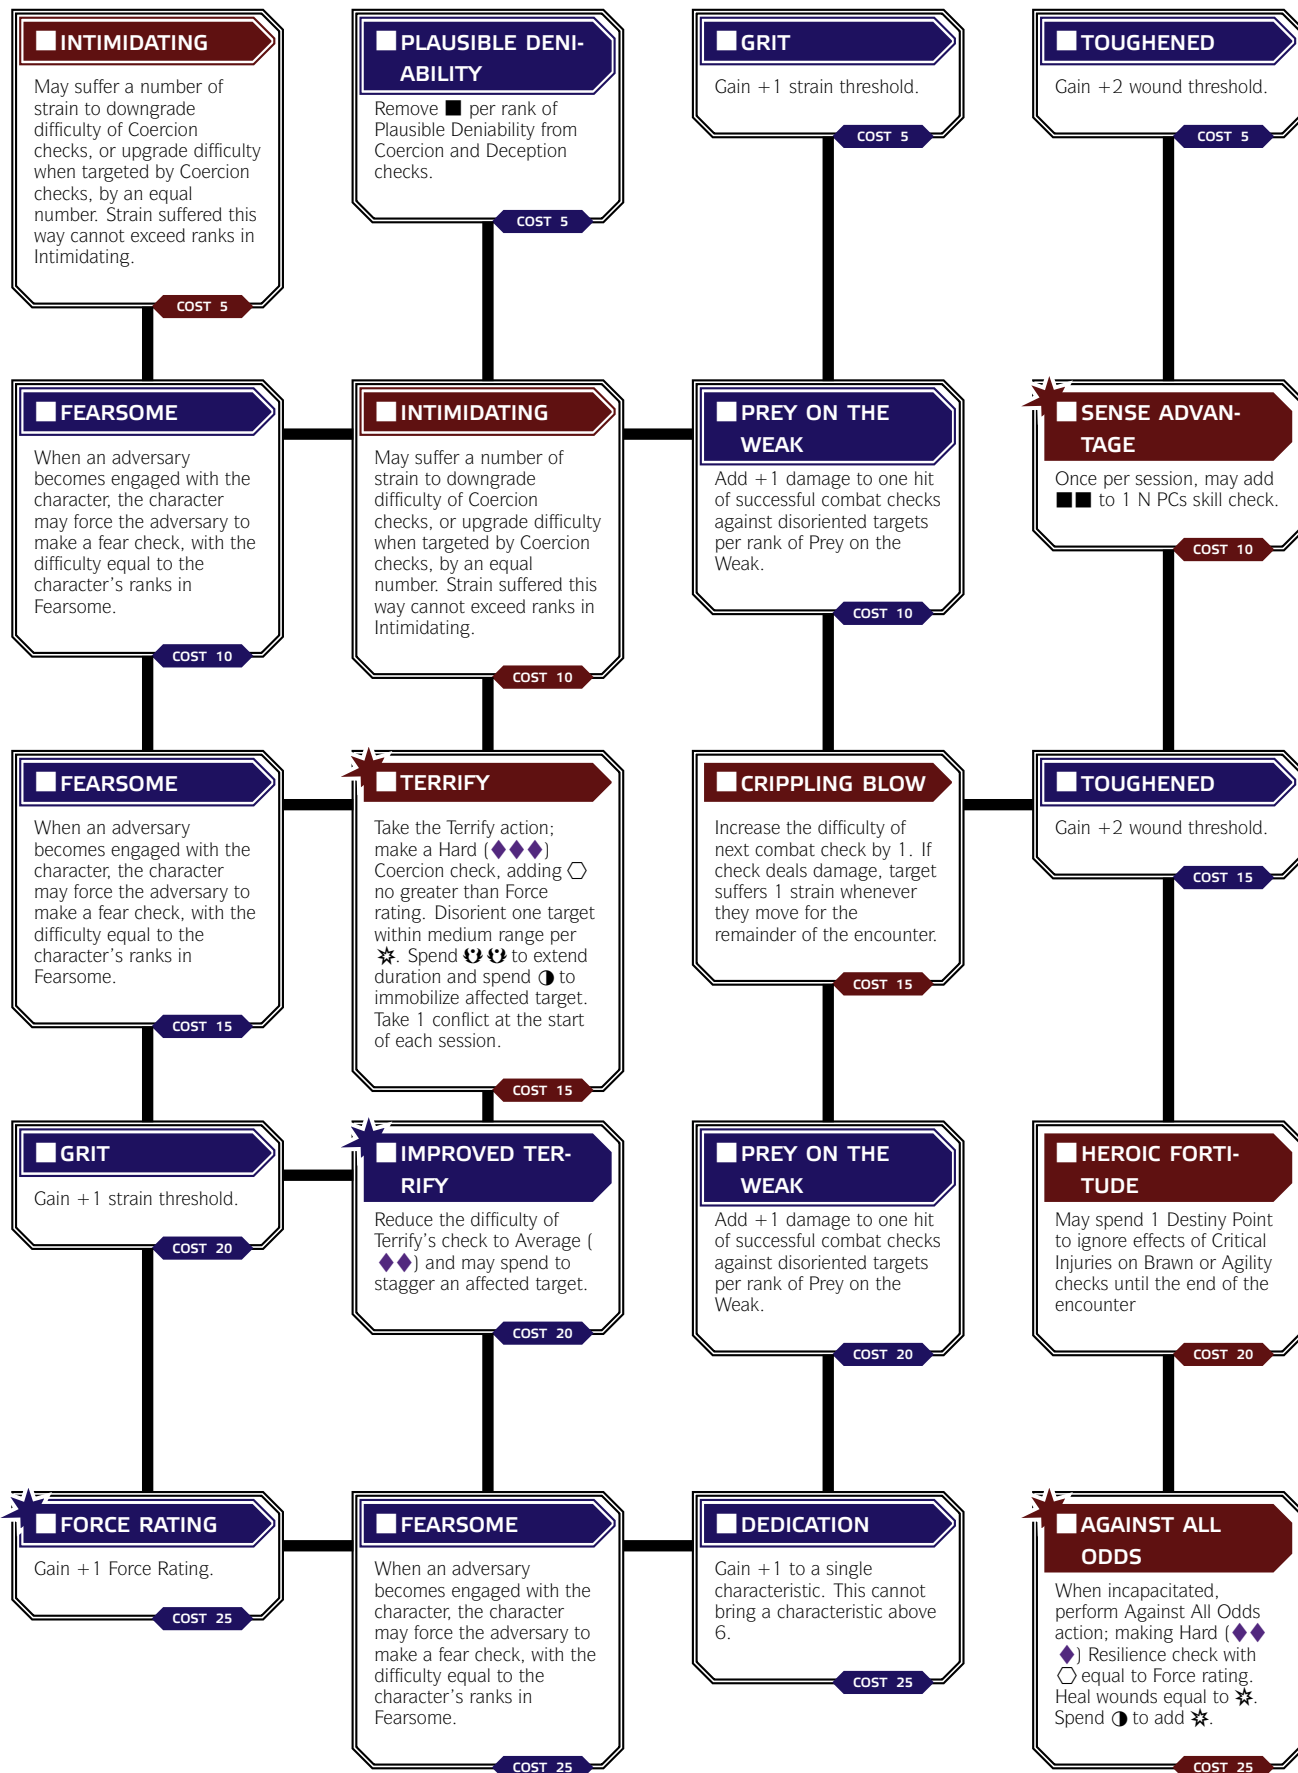 INTIMIDATING
May suffer a number of
strain to downgrade
difficulty of Coercion
checks, or upgrade difficulty
when targeted by Coercion
checks, by an equal
number. Strain suffered this
way cannot exceed ranks in
Intimidating.
COST 5
PLAUSIBLE DENI-
ABILITY
Remove ■ per rank of
Plausible Deniability from
Coercion and Deception
checks.
COST 5
GRIT
Gain +1 strain threshold.
COST 5
TOUGHENED
Gain +2 wound threshold.
COST 5
FEARSOME
When an adversary
becomes engaged with the
character, the character
may force the adversary to
make a fear check, with the
difficulty equal to the
character's ranks in
Fearsome.
COST 10
INTIMIDATING
May suffer a number of
strain to downgrade
difficulty of Coercion
checks, or upgrade difficulty
when targeted by Coercion
checks, by an equal
number. Strain suffered this
way cannot exceed ranks in
Intimidating.
COST 10
PREY ON THE
WEAK
Add +1 damage to one hit
of successful combat checks
against disoriented targets
per rank of Prey on the
Weak.
COST 10
SENSE ADVAN-
TAGE
Once per session, may add
■■ to 1 N PCs skill check.
COST 10
FEARSOME
When an adversary
becomes engaged with the
character, the character
may force the adversary to
make a fear check, with the
difficulty equal to the
character's ranks in
Fearsome.
COST 15
TERRIFY
Take the Terrify action;
make a Hard (◆◆◆)
Coercion check, adding ⬡
no greater than Force
rating. Disorient one target
within medium range per
. Spend to extend
duration and spend ◑ to
immobilize affected target.
Take 1 conflict at the start
of each session.
COST 15
CRIPPLING BLOW
Increase the difficulty of
next combat check by 1. If
check deals damage, target
suffers 1 strain whenever
they move for the
remainder of the encounter.
COST 15
TOUGHENED
Gain +2 wound threshold.
COST 15
GRIT
Gain +1 strain threshold.
COST 20
IMPROVED TER-
RIFY
Reduce the difficulty of
Terrify's check to Average (
◆◆) and may spend to
stagger an affected target.
COST 20
PREY ON THE
WEAK
Add +1 damage to one hit
of successful combat checks
against disoriented targets
per rank of Prey on the
Weak.
COST 20
HEROIC FORTI-
TUDE
May spend 1 Destiny Point
to ignore effects of Critical
Injuries on Brawn or Agility
checks until the end of the
encounter
COST 20
FORCE RATING
Gain +1 Force Rating.
COST 25
FEARSOME
When an adversary
becomes engaged with the
character, the character
may force the adversary to
make a fear check, with the
difficulty equal to the
character's ranks in
Fearsome.
COST 25
DEDICATION
Gain +1 to a single
characteristic. This cannot
bring a characteristic above
6.
COST 25
AGAINST ALL
ODDS
When incapacitated,
perform Against All Odds
action; making Hard (◆◆
◆) Resilience check with
⬡ equal to Force rating.
Heal wounds equal to .
Spend ◑ to add .
COST 25